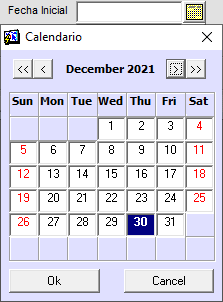 Fecha Inicial
Calendario
<< < December 2021 > >>
Sun Mon Tue Wed Thu Fri Sat
1 2 3 4
5 6 7 8 9 10 11
12 13 14 15 16 17 18
19 20 21 22 23 24 25
26 27 28 29 30 31
Ok Cancel